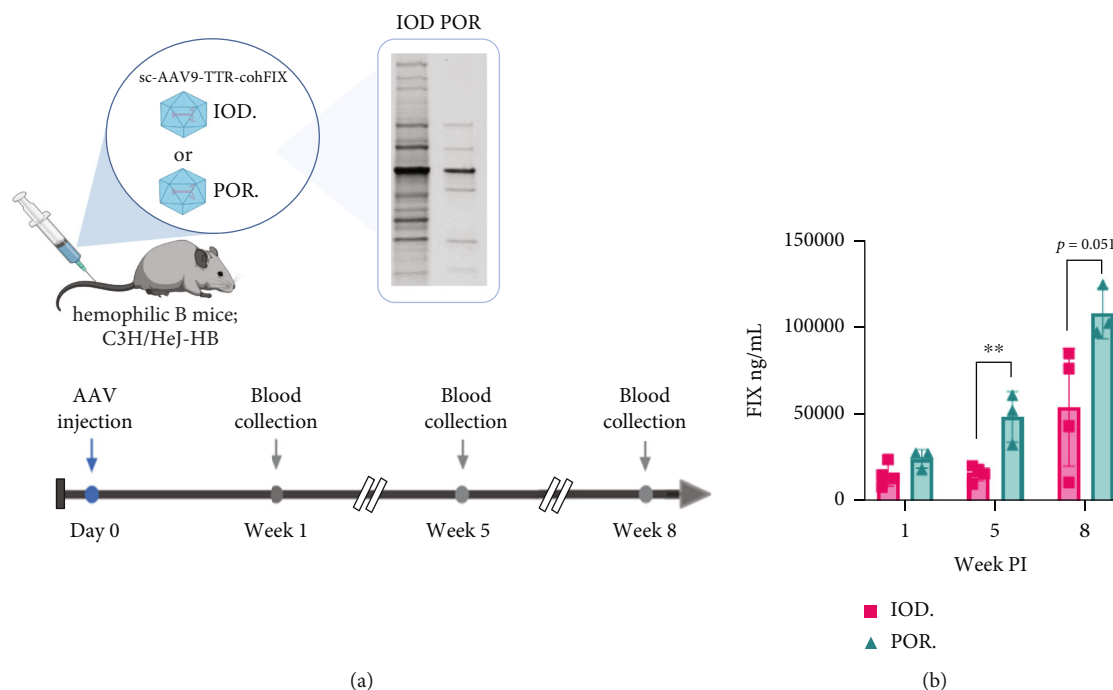 IOD POR
sc-AAV9-TTR-cohFIX
IOD.
or
POR.
hemophilic B mice;
C3H/HeJ-HB
AAV
injection
Blood
collection
Blood
collection
Blood
collection
Day 0
Week 1
Week 5
Week 8
(a)
150000
100000
50000
0
FIX ng/mL
**
p = 0.051
1
5
8
Week PI
IOD.
POR.
(b)